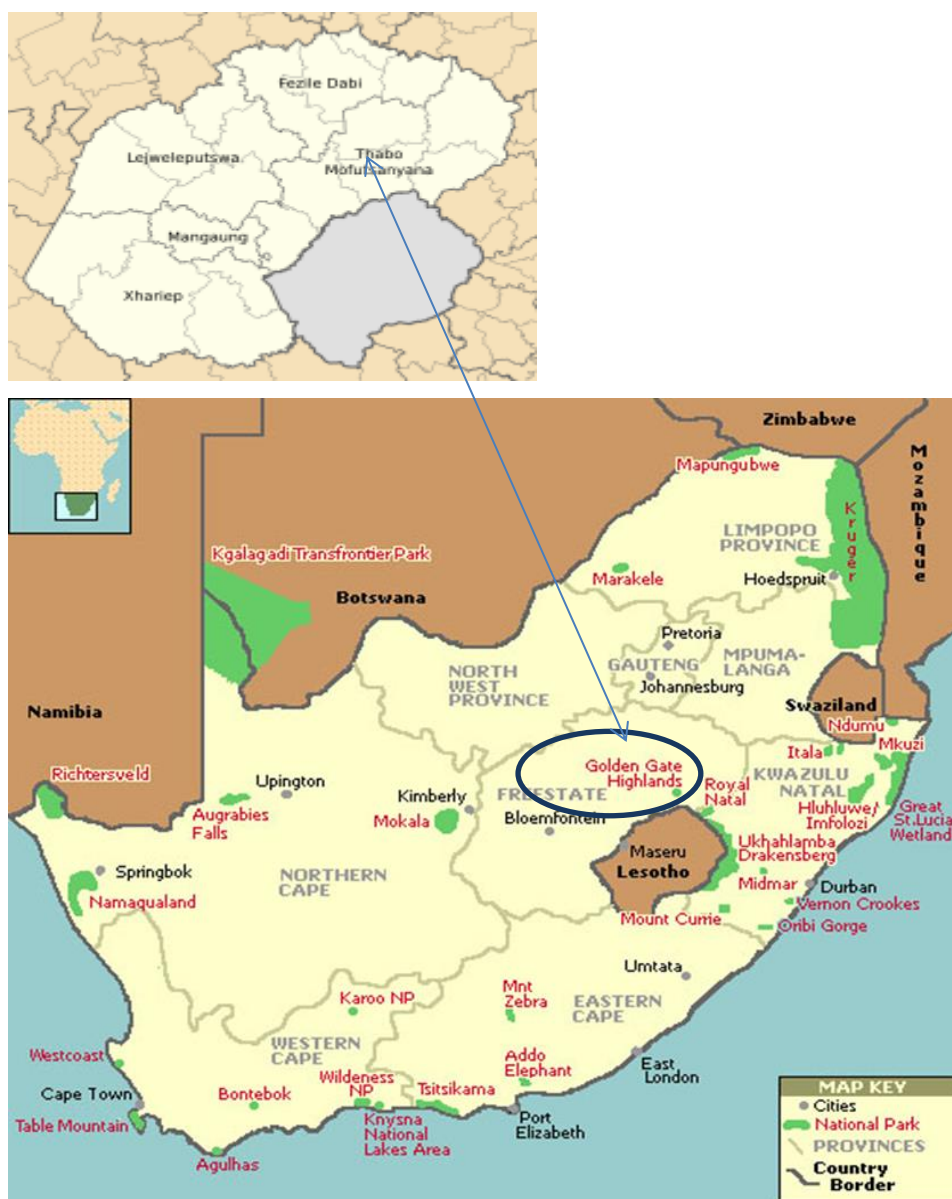 Fezile Dabi
Lejweleputswa
Thabo
Mofutsanyana
Mangaung
Xhariep
Zimbabwe
Mozambique
Mapungubwe
Kruger
LIMPOPO
PROVINCE
Kgalagadi Transfrontier Park
Marakele
Hoedspruit
Botswana
Pretoria
NORTH
WEST
PROVINCE
GAUTENG
MPUMA-
LANGA
Johannesburg
Namibia
Swaziland
Ndumu
Mkuzi
Itala
Richtersveld
Upington
Golden Gate
Highlands
KWAZULU
NATAL
Augrabies
Falls
Kimberly
Mokala
FREESTATE
Royal
Natal
Hluhluwe/
Imfolozi
Great
St.Lucia
Wetland
Bloemfontein
Maseru
Lesotho
Ukhahlamba
Drakensberg
Springbok
NORTHERN
CAPE
Midmar
Durban
Namaqualand
Vernon Crookes
Mount Currie
Oribi Gorge
Umtata
Karoo NP
Mnt
Zebra
EASTERN
CAPE
WESTERN
CAPE
Westcoast
Addo
Elephant
East
London
Cape Town
Bontebok
Wilderness
NP
Tsitsikama
Table Mountain
Knysna
National
Lakes Area
Port
Elizabeth
Agulhas
MAP KEY
Cities
National Park
PROVINCES
Country
Border